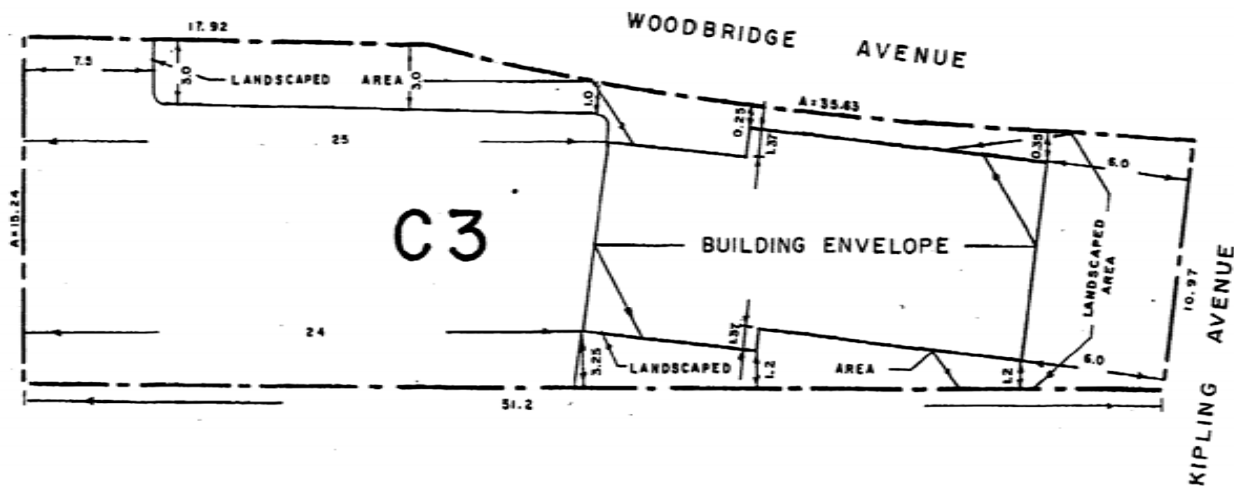 WOODBRIDGE AVENUE
17.92
7.5
3.0
LANDSCAPED AREA
3.0
1.0
A=35.63
0.25
1.37
25
0.35
6.0
A=15.24
C3
BUILDING ENVELOPE
LANDSCAPED
AREA
10.97
KIPLING AVENUE
24
3.25
LANDSCAPED AREA
1.37
1.2
1.2
6.0
51.2